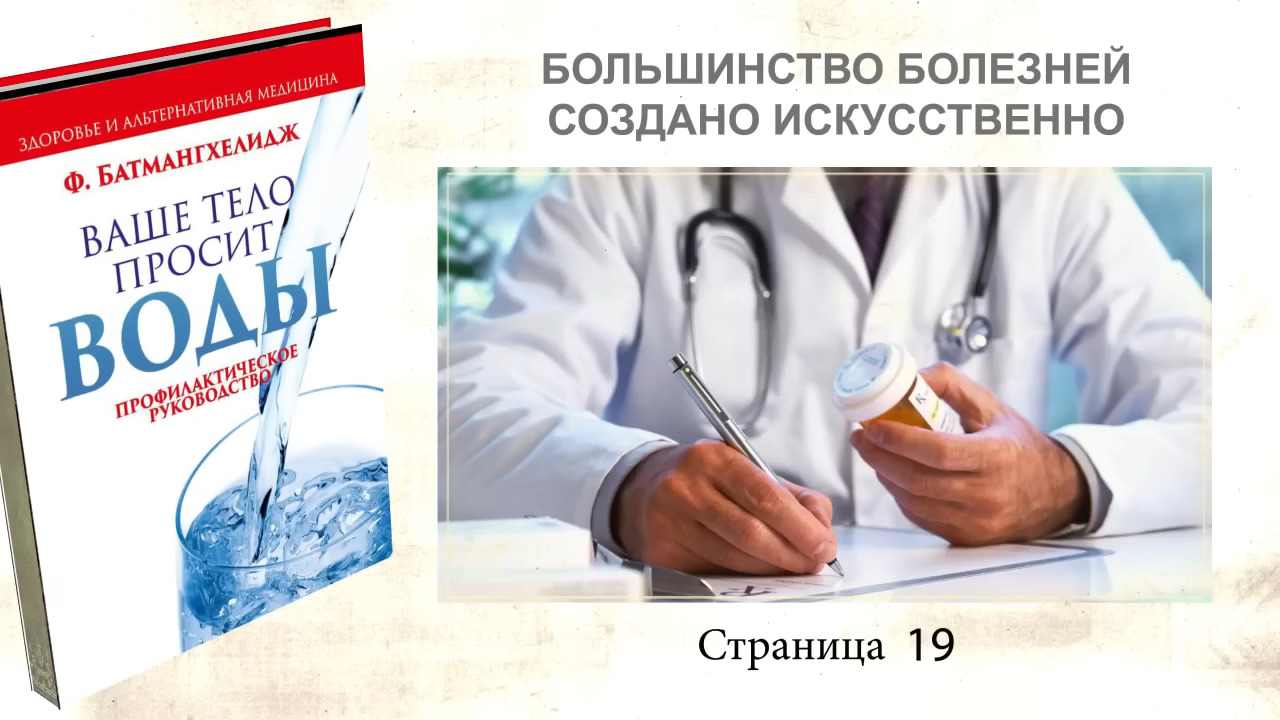 ЗДОРОВЬЕ И АЛЬТЕРНАТИВНАЯ МЕДИЦИНА
Ф. БАТМАНГХЕЛИДЖ
ВАШЕ ТЕЛО
ПРОСИТ
ВОДЫ
ПРОФИЛАКТИЧЕСКОЕ
РУКОВОДСТВО
БОЛЬШИНСТВО БОЛЕЗНЕЙ
СОЗДАНО ИСКУССТВЕННО
Страница 19